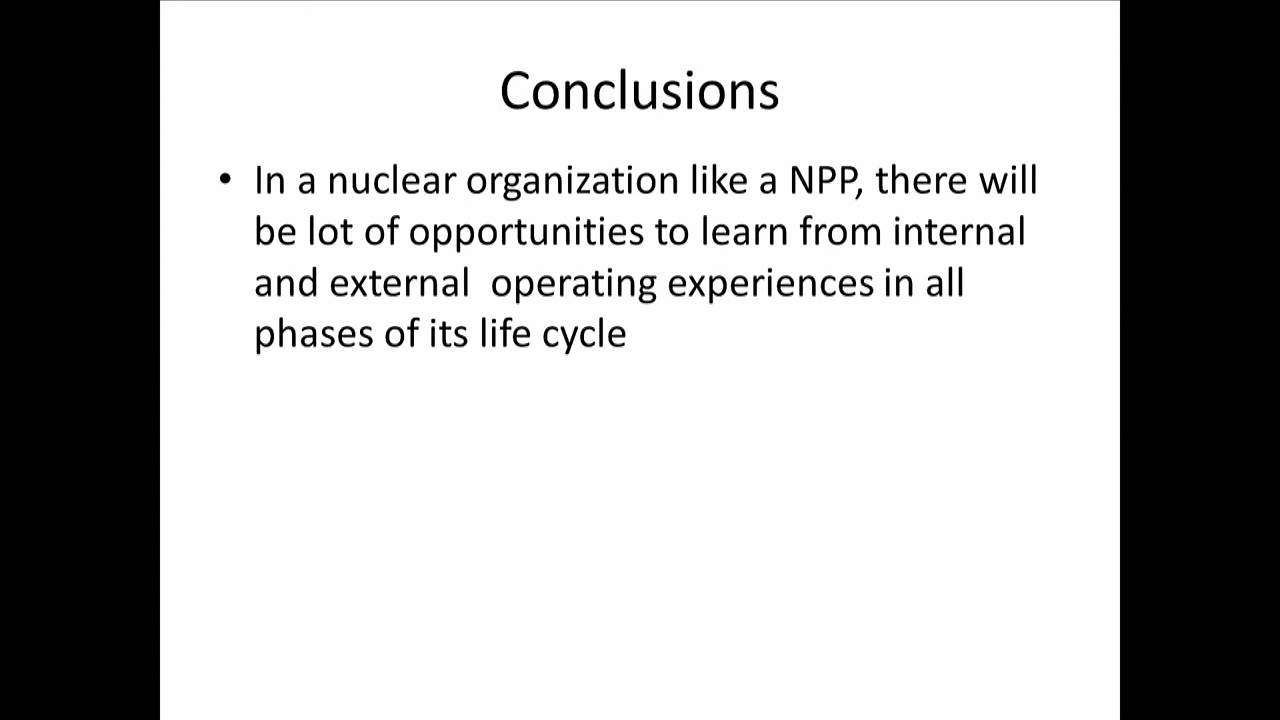 Conclusions
• In a nuclear organization like a NPP, there will
be lot of opportunities to learn from internal
and external  operating experiences in all
phases of its life cycle